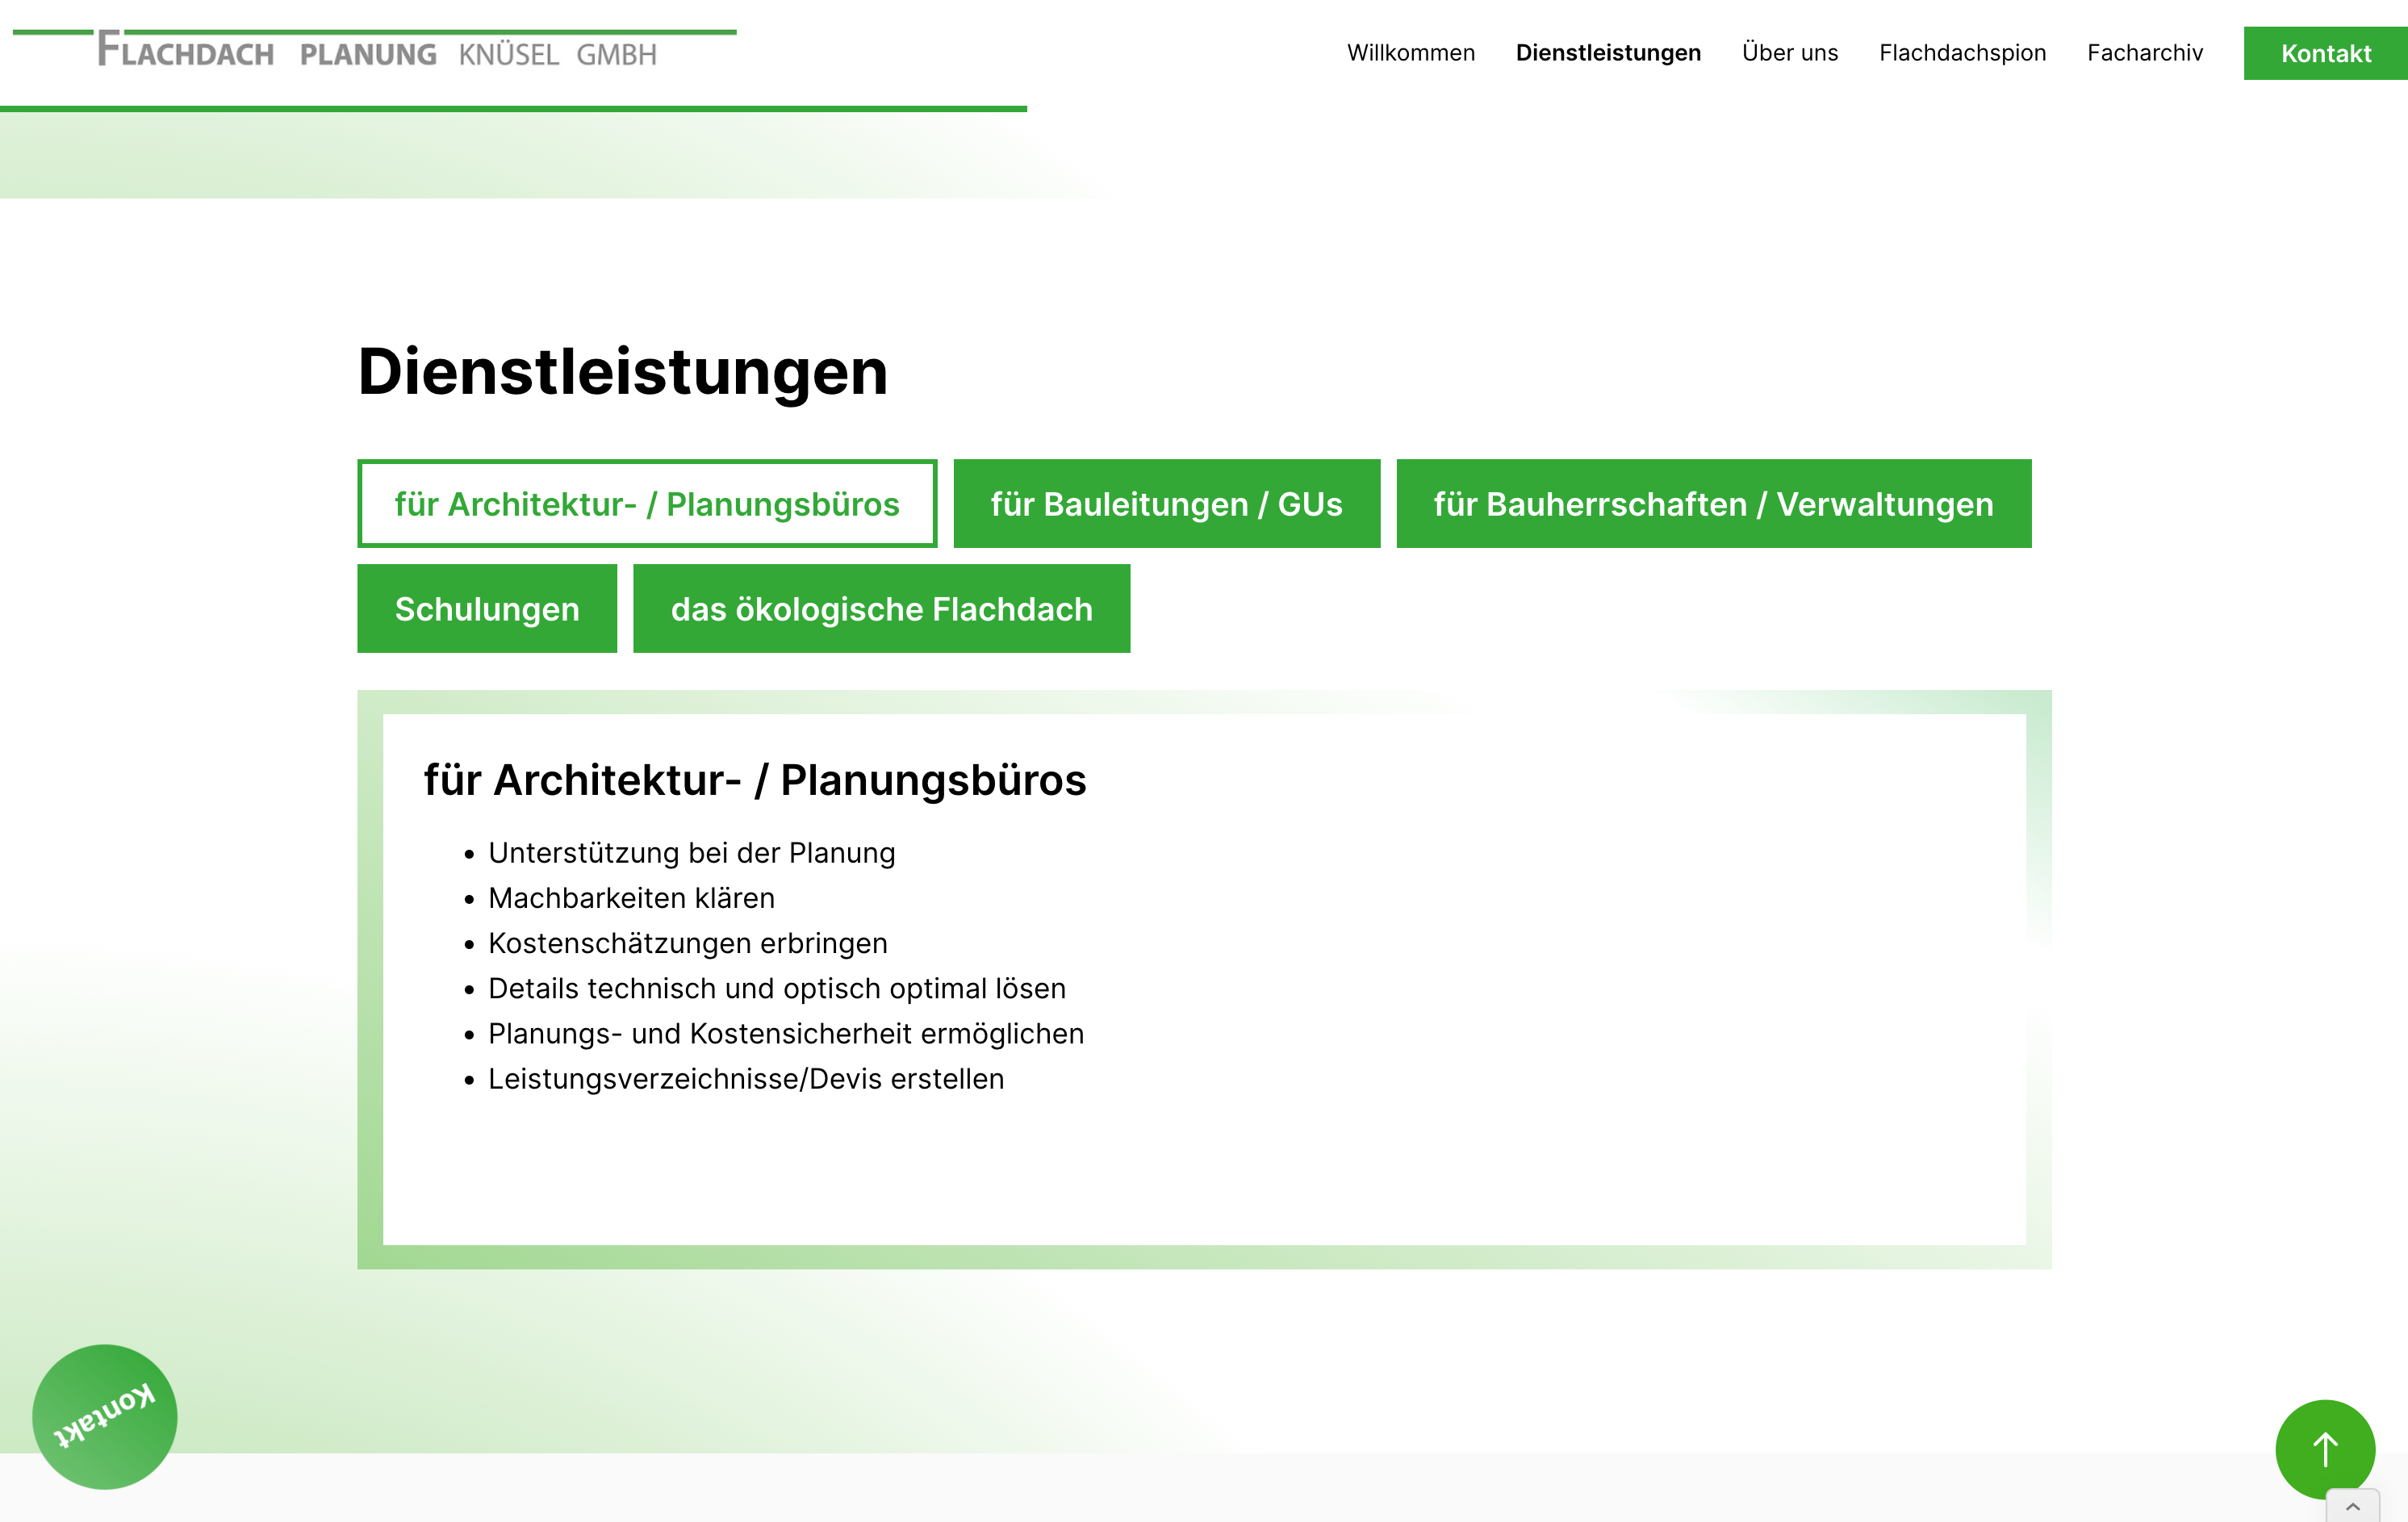 FLACHDACH PLANUNG KNÜSEL GMBH
Willkommen Dienstleistungen Über uns Flachdachspion Facharchiv Kontakt
Dienstleistungen
für Architektur- / Planungsbüros für Bauleitungen / GUs für Bauherrschaften / Verwaltungen
Schulungen das ökologische Flachdach
für Architektur- / Planungsbüros
• Unterstützung bei der Planung
• Machbarkeiten klären
• Kostenschätzungen erbringen
• Details technisch und optisch optimal lösen
• Planungs- und Kostensicherheit ermöglichen
• Leistungsverzeichnisse/Devis erstellen
Kontakt